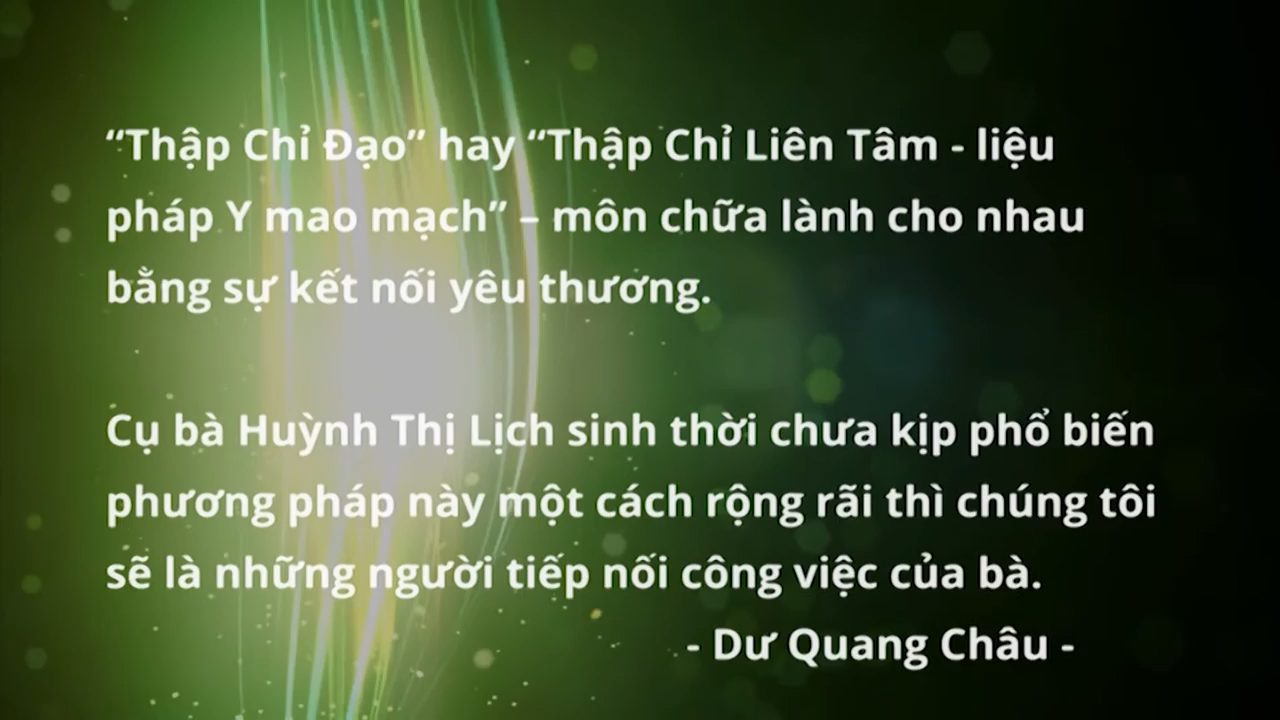 “Thập Chỉ Đạo” hay “Thập Chỉ Liên Tâm - liệu
pháp Y mao mạch” – môn chữa lành cho nhau
bằng sự kết nối yêu thương.
Cụ bà Huỳnh Thị Lịch sinh thời chưa kịp phổ biến
phương pháp này một cách rộng rãi thì chúng tôi
sẽ là những người tiếp nối công việc của bà.
- Dư Quang Châu -